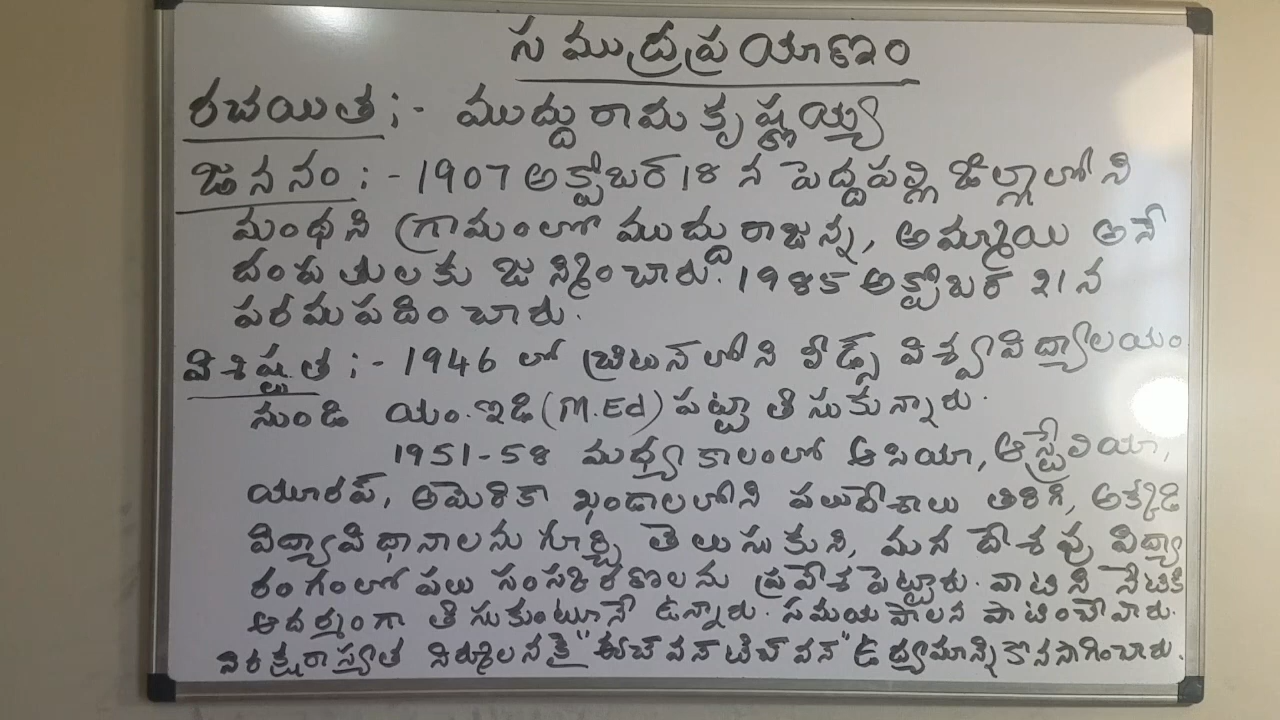 సముద్రప్రయాణం
రచయిత :- ముద్దు రామకృష్ణయ్య
జననం :- 1907 అక్టోబర్ 18 న పెద్దపల్లి జిల్లాలోని
మంథని గ్రామంలో ముద్దు రాజన్న, అమ్మాయి అనే
దంపతులకు జన్మించారు. 1985 అక్టోబర్ 21 న
పరమపదించారు.
విశిష్టత :- 1946 లో బ్రిటన్ లోని లీడ్స్ విశ్వవిద్యాలయం
నుండి యం.ఇడి (M.Ed) పట్టా తీసుకున్నారు.
1951-58 మధ్య కాలంలో ఆసియా, ఆస్ట్రేలియా,
యూరప్, అమెరికా ఖండాలలోని పలుదేశాలు తిరిగి, అక్కడి
విద్యావిధానాలను గూర్చి తెలుసుకుని, మన దేశపు విద్యా
రంగంలో పలు సంస్కరణలను ప్రవేశపెట్టారు. వాటిని నేటికీ
ఆదర్శంగా తీసుకుంటూనే ఉన్నారు. సమయపాలన పాటించేవారు.
నిరక్షరాస్యత నిర్మూలనకై "ఈచ్ వన్ టీచ్ వన్" ఉద్యమాన్ని కొనసాగించారు.